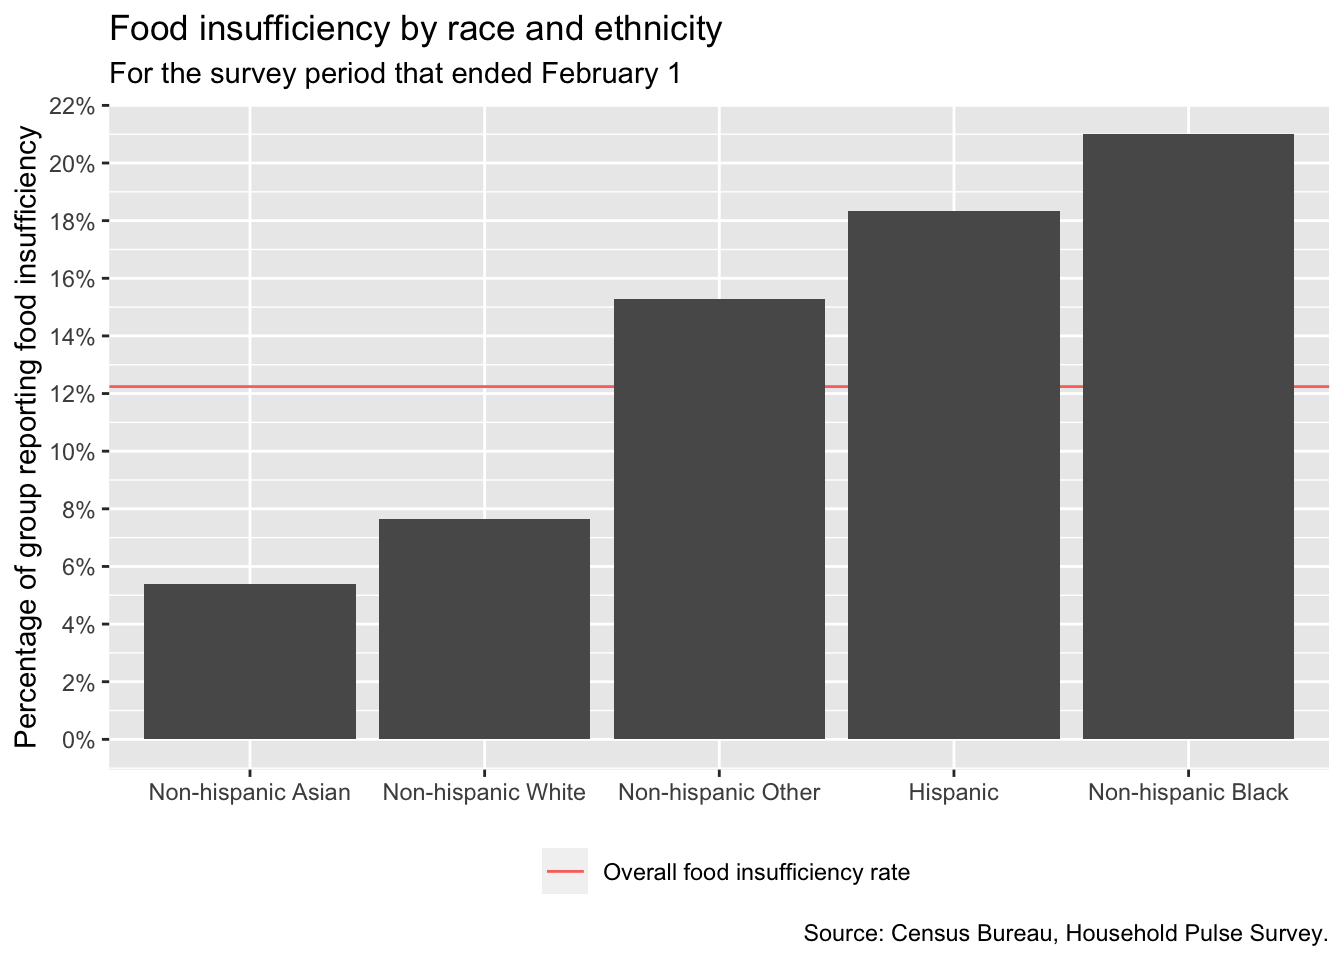 Food insufficiency by race and ethnicity
For the survey period that ended February 1
Percentage of group reporting food insufficiency
22%
20%
18%
16%
14%
12%
10%
8%
6%
4%
2%
0%
Non-hispanic Asian
Non-hispanic White
Non-hispanic Other
Hispanic
Non-hispanic Black
Overall food insufficiency rate
Source: Census Bureau, Household Pulse Survey.